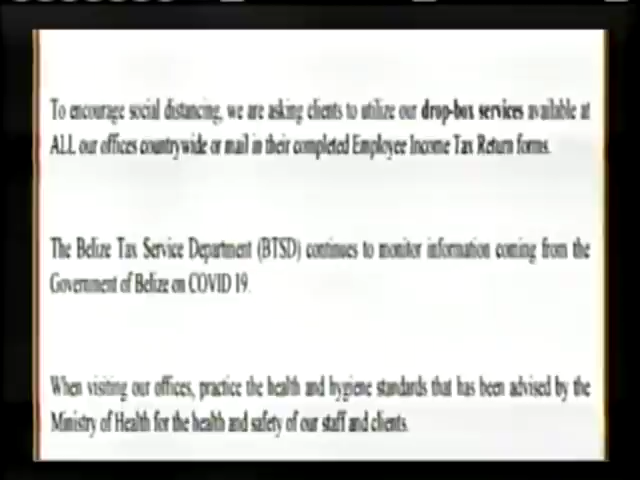 To encourage social distancing, we are asking clients to utilize our drop-box services available at
ALL our offices countrywide or mail in their completed Employee Income Tax Return forms.
The Belize Tax Service Department (BTSD) continues to monitor information coming from the
Government of Belize on COVID 19.
When visiting our offices, practice the health and hygiene standards that has been advised by the
Ministry of Health for the health and safety of our staff and clients.